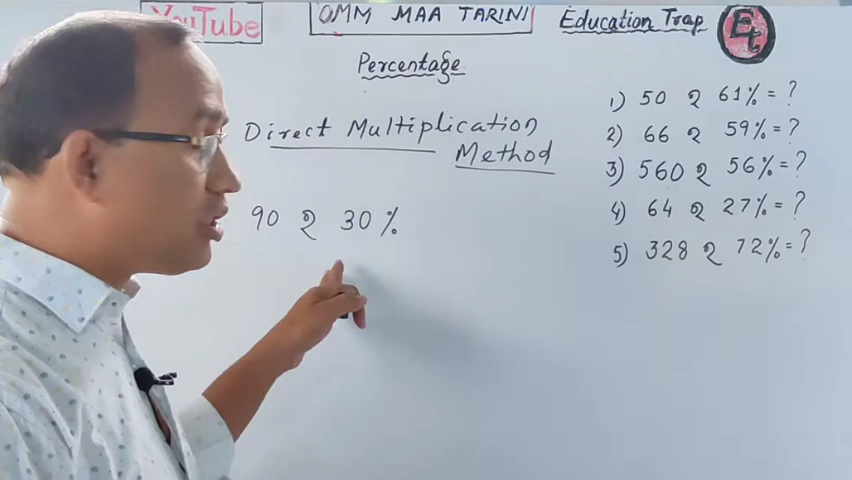 YouTube
OMM MAA TARINI
Education Trap
Et
Percentage
Direct Multiplication
Method
90 ର 30%
1) 50 ର 61% = ?
2) 66 ର 59% = ?
3) 560 ର 56% = ?
4) 64 ର 27% = ?
5) 328 ର 72% = ?